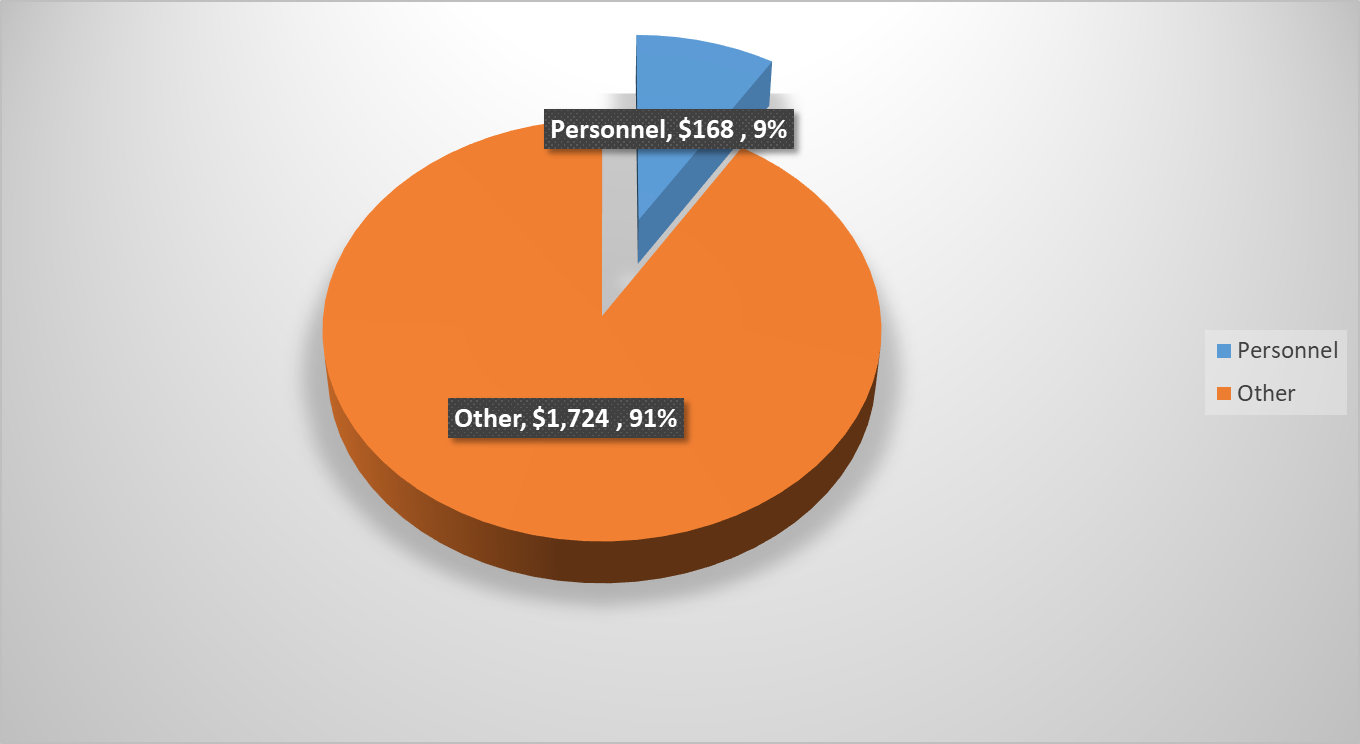 Personnel, $168 , 9%
Other, $1,724 , 91%
Personnel
Other